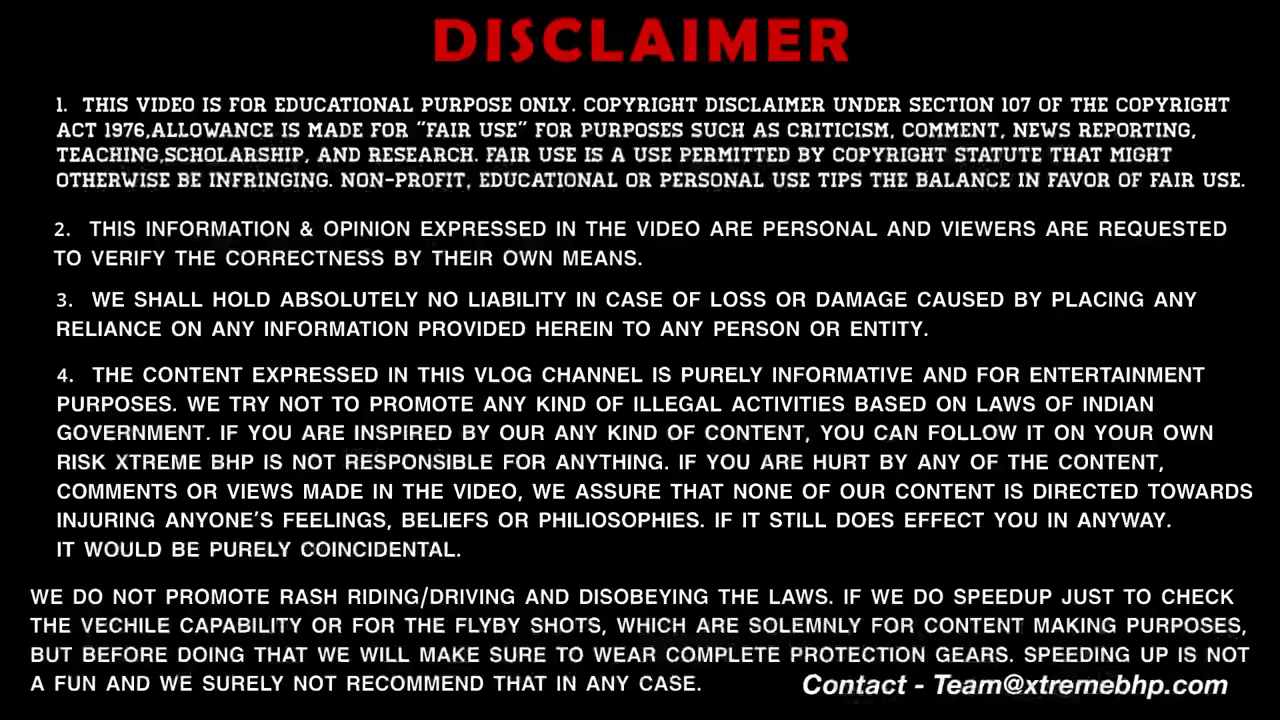 DISCLAIMER
1. THIS VIDEO IS FOR EDUCATIONAL PURPOSE ONLY. COPYRIGHT DISCLAIMER UNDER SECTION 107 OF THE COPYRIGHT
ACT 1976,ALLOWANCE IS MADE FOR "FAIR USE" FOR PURPOSES SUCH AS CRITICISM, COMMENT, NEWS REPORTING,
TEACHING,SCHOLARSHIP, AND RESEARCH. FAIR USE IS A USE PERMITTED BY COPYRIGHT STATUTE THAT MIGHT
OTHERWISE BE INFRINGING. NON-PROFIT, EDUCATIONAL OR PERSONAL USE TIPS THE BALANCE IN FAVOR OF FAIR USE.
2. THIS INFORMATION & OPINION EXPRESSED IN THE VIDEO ARE PERSONAL AND VIEWERS ARE REQUESTED
TO VERIFY THE CORRECTNESS BY THEIR OWN MEANS.
3. WE SHALL HOLD ABSOLUTELY NO LIABILITY IN CASE OF LOSS OR DAMAGE CAUSED BY PLACING ANY
RELIANCE ON ANY INFORMATION PROVIDED HEREIN TO ANY PERSON OR ENTITY.
4. THE CONTENT EXPRESSED IN THIS VLOG CHANNEL IS PURELY INFORMATIVE AND FOR ENTERTAINMENT
PURPOSES. WE TRY NOT TO PROMOTE ANY KIND OF ILLEGAL ACTIVITIES BASED ON LAWS OF INDIAN
GOVERNMENT. IF YOU ARE INSPIRED BY OUR ANY KIND OF CONTENT, YOU CAN FOLLOW IT ON YOUR OWN
RISK XTREME BHP IS NOT RESPONSIBLE FOR ANYTHING. IF YOU ARE HURT BY ANY OF THE CONTENT,
COMMENTS OR VIEWS MADE IN THE VIDEO, WE ASSURE THAT NONE OF OUR CONTENT IS DIRECTED TOWARDS
INJURING ANYONE'S FEELINGS, BELIEFS OR PHILIOSOPHIES. IF IT STILL DOES EFFECT YOU IN ANYWAY.
IT WOULD BE PURELY COINCIDENTAL.
WE DO NOT PROMOTE RASH RIDING/DRIVING AND DISOBEYING THE LAWS. IF WE DO SPEEDUP JUST TO CHECK
THE VECHILE CAPABILITY OR FOR THE FLYBY SHOTS, WHICH ARE SOLEMNLY FOR CONTENT MAKING PURPOSES,
BUT BEFORE DOING THAT WE WILL MAKE SURE TO WEAR COMPLETE PROTECTION GEARS. SPEEDING UP IS NOT
A FUN AND WE SURELY NOT RECOMMEND THAT IN ANY CASE.
Contact - Team@xtremebhp.com